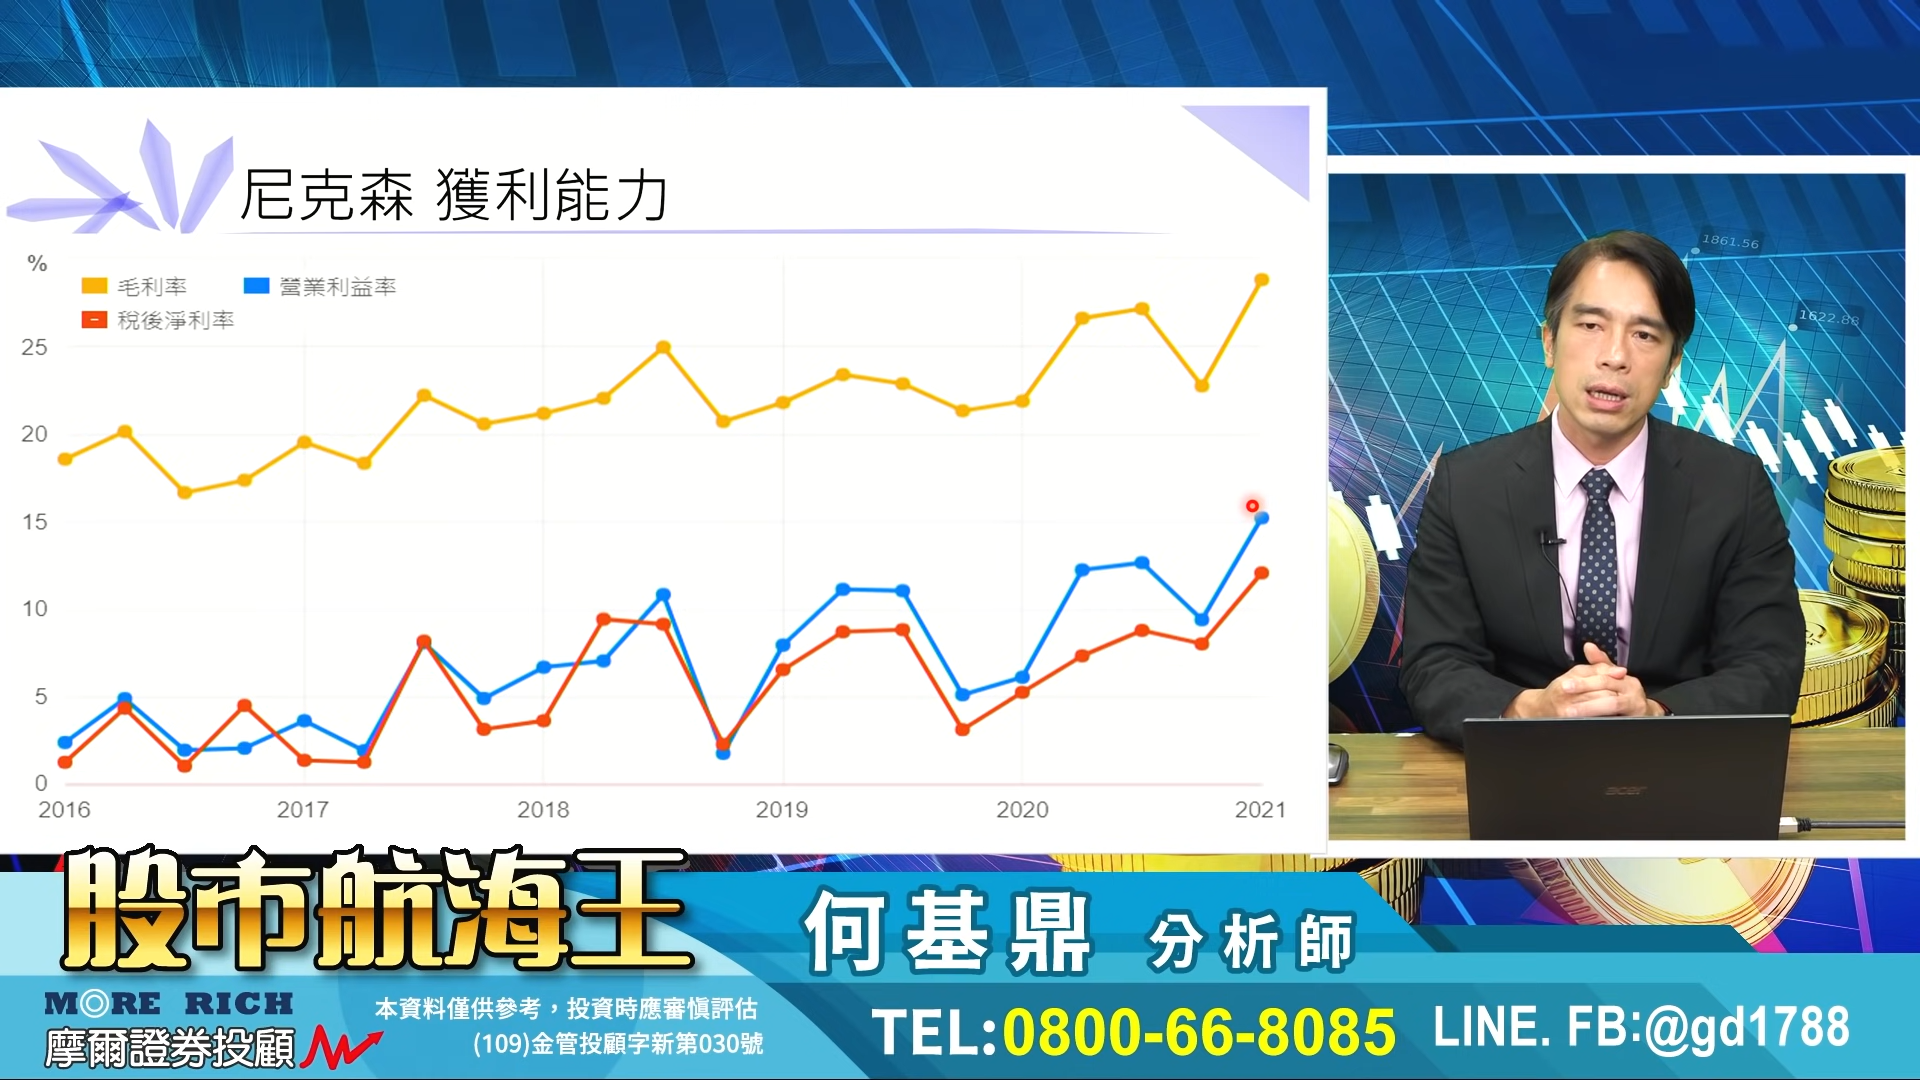 尼克森 獲利能力
%
毛利率 營業利益率
稅後淨利率
25
20
15
10
5
0
2016 2017 2018 2019 2020 2021
1861.56
1622.88
acer
股市航海王
何基鼎 分析師
MORE RICH
摩爾證券投顧
本資料僅供參考，投資時應審慎評估
(109)金管投顧字新第030號
TEL:0800-66-8085
LINE. FB:@gd1788